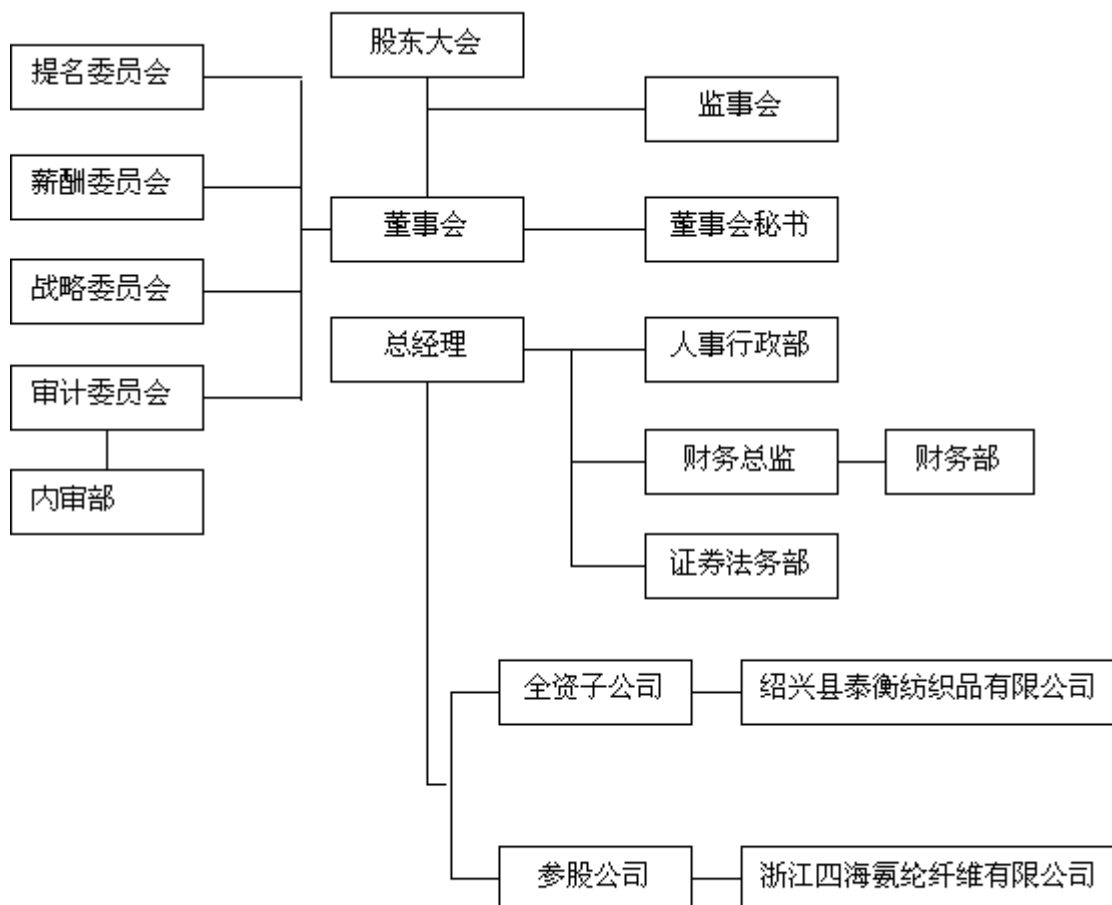 股东大会
提名委员会
监事会
薪酬委员会
董事会
董事会秘书
战略委员会
总经理
人事行政部
审计委员会
财务总监
财务部
内审部
证券法务部
全资子公司
绍兴县泰衡纺织品有限公司
参股公司
浙江四海氨纶纤维有限公司